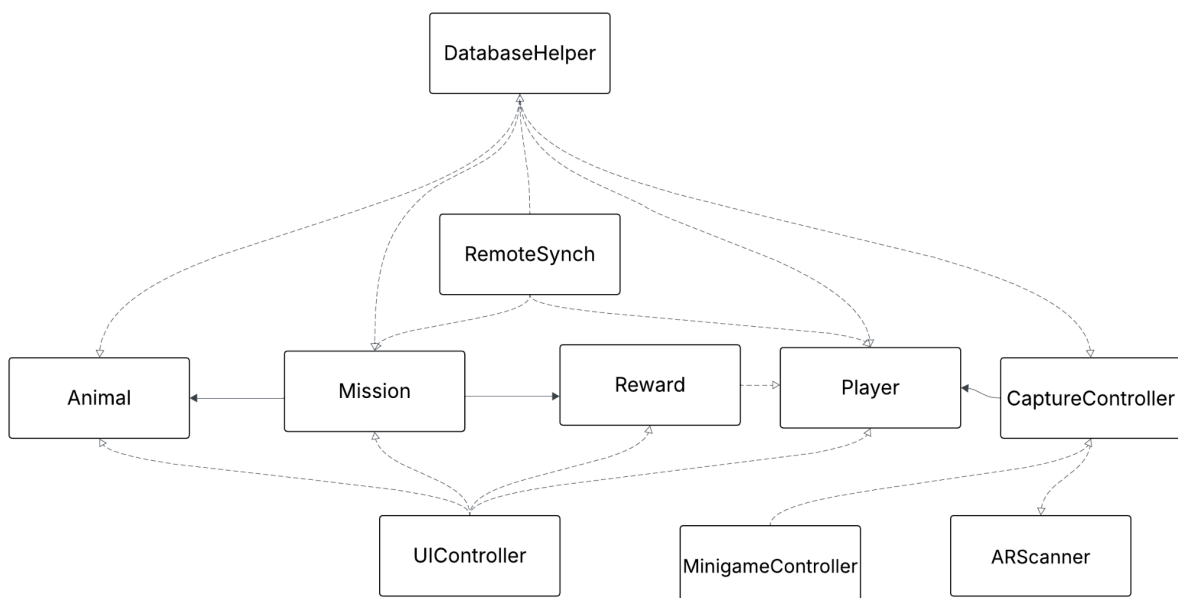 DatabaseHelper
RemoteSynch
Animal
Mission
Reward
Player
CaptureController
UIController
MinigameController
ARScanner